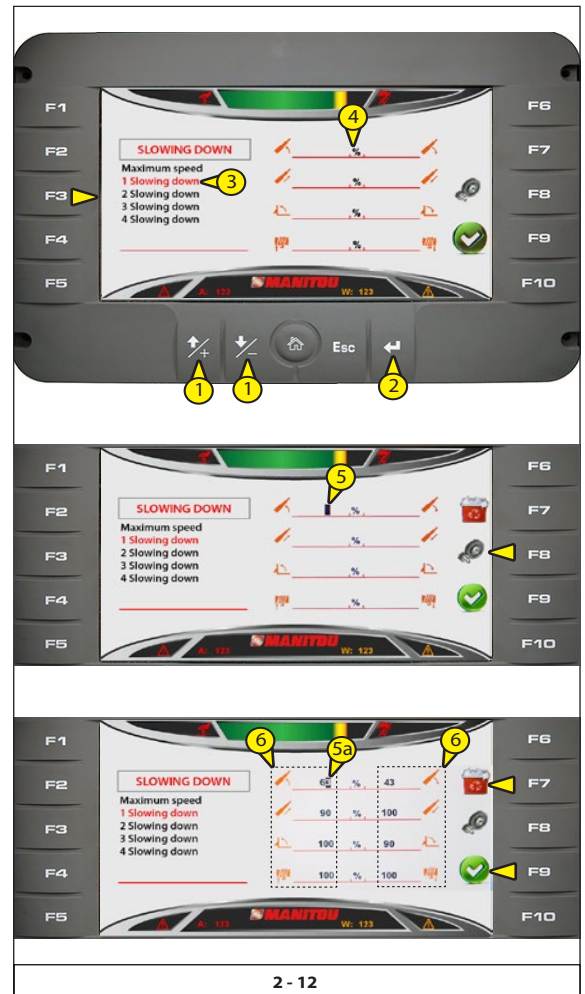 F1
F6
F2
SLOWING DOWN
4
%
F7
Maximum speed
1 Slowing down
3
%
F3
2 Slowing down
F8
3 Slowing down
%
4 Slowing down
F4
%
F9
F5
MANITOU
F10
A: 123
W: 123
+
-
Esc
1
1
2
F1
F6
5
F2
SLOWING DOWN
%
F7
Maximum speed
1 Slowing down
%
F3
2 Slowing down
F8
3 Slowing down
%
4 Slowing down
F4
%
F9
F5
MANITOU
F10
A: 123
W: 123
F1
F6
6
5a
6
F2
SLOWING DOWN
% 43
F7
Maximum speed
1 Slowing down
90 % 100
F3
2 Slowing down
F8
3 Slowing down
100 % 90
4 Slowing down
F4
100 % 100
F9
F5
MANITOU
F10
A: 123
W: 123
2 - 12